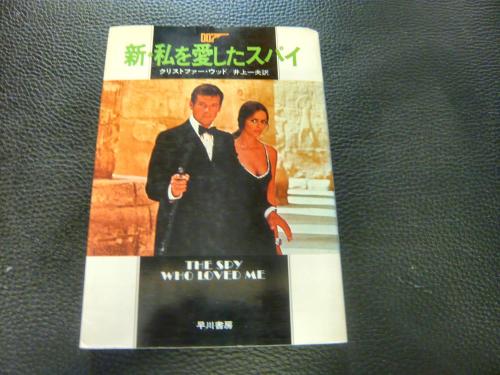 007
新・私を愛したスパイ
クリストファー・ウッド/井上一夫訳
THE SPY
WHO LOVED ME
早川書房